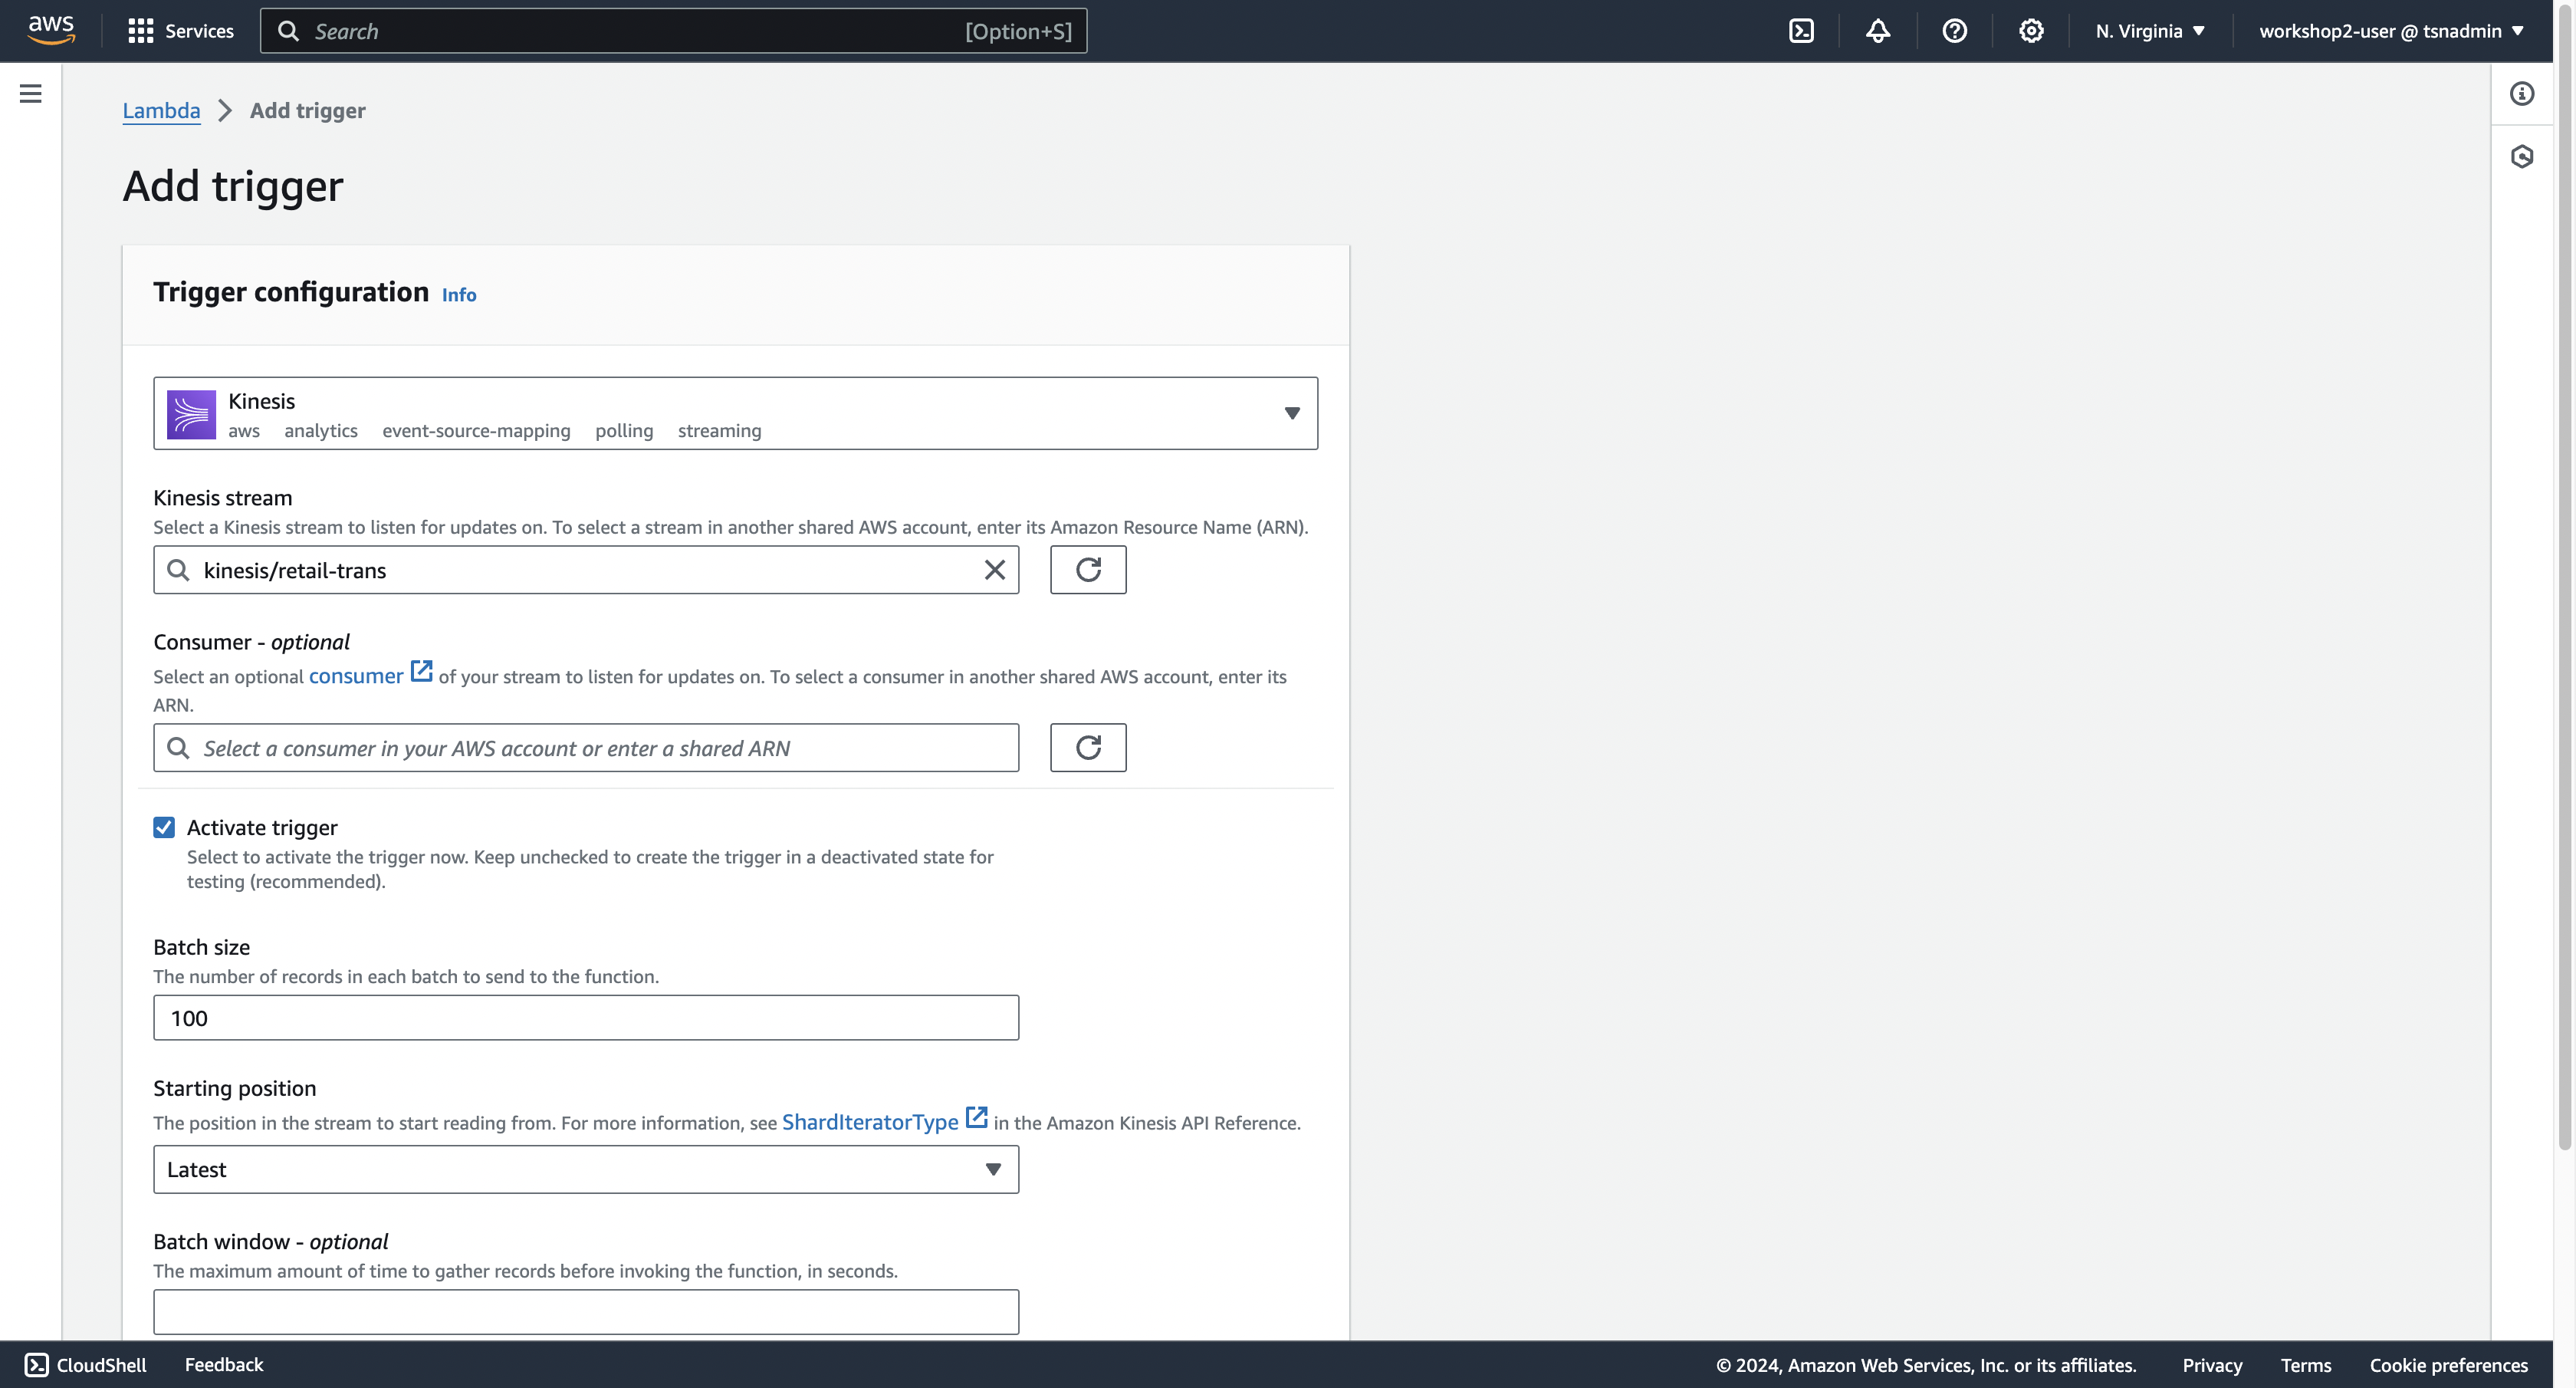 aws
Services
Search
[Option+S]
N. Virginia
workshop2-user @ tsnadmin
Lambda
Add trigger
Add trigger
Trigger configuration Info
Kinesis
aws analytics event-source-mapping polling streaming
Kinesis stream
Select a Kinesis stream to listen for updates on. To select a stream in another shared AWS account, enter its Amazon Resource Name (ARN).
kinesis/retail-trans
Consumer - optional
Select an optional consumer of your stream to listen for updates on. To select a consumer in another shared AWS account, enter its
ARN.
Select a consumer in your AWS account or enter a shared ARN
Activate trigger
Select to activate the trigger now. Keep unchecked to create the trigger in a deactivated state for
testing (recommended).
Batch size
The number of records in each batch to send to the function.
100
Starting position
The position in the stream to start reading from. For more information, see ShardIteratorType in the Amazon Kinesis API Reference.
Latest
Batch window - optional
The maximum amount of time to gather records before invoking the function, in seconds.
CloudShell
Feedback
© 2024, Amazon Web Services, Inc. or its affiliates.
Privacy
Terms
Cookie preferences